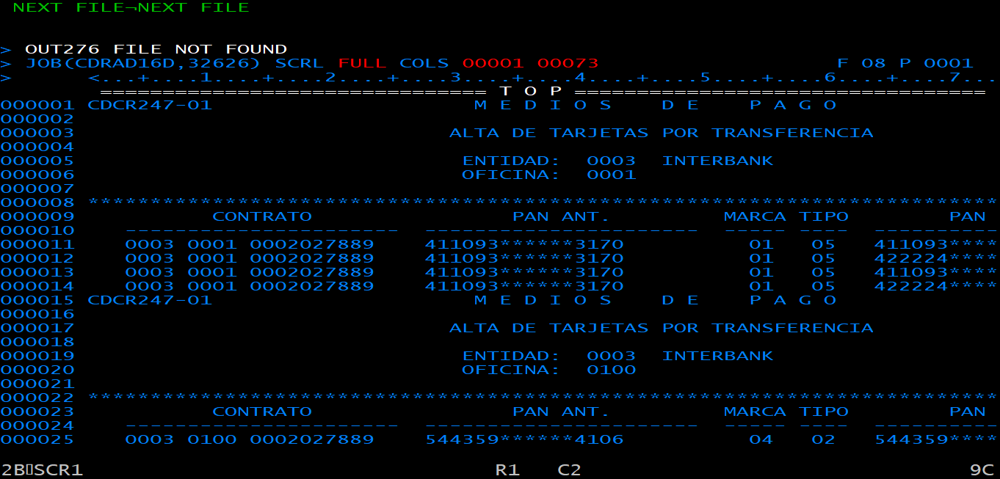 NEXT FILE¬NEXT FILE
> OUT276 FILE NOT FOUND
> JOB(CDRAD16D,32626) SCRL FULL COLS 00001 00073 F 08 P 0001
> <...+....1....+....2....+....3....+....4....+....5....+....6....+....7...
=============================== T O P =================================
000001 CDCR247-01 M E D I O S D E P A G O
000002
000003 ALTA DE TARJETAS POR TRANSFERENCIA
000004
000005 ENTIDAD: 0003 INTERBANK
000006 OFICINA: 0001
000007
000008 *************************************************************************
000009 CONTRATO PAN ANT. MARCA TIPO PAN
000010 ---------------------- ---------------------- ----- ---- ----------
000011 0003 0001 0002027889 411093******3170 01 05 411093****
000012 0003 0001 0002027889 411093******3170 01 05 422224****
000013 0003 0001 0002027889 411093******3170 01 05 411093****
000014 0003 0001 0002027889 411093******3170 01 05 422224****
000015 CDCR247-01 M E D I O S D E P A G O
000016
000017 ALTA DE TARJETAS POR TRANSFERENCIA
000018
000019 ENTIDAD: 0003 INTERBANK
000020 OFICINA: 0100
000021
000022 *************************************************************************
000023 CONTRATO PAN ANT. MARCA TIPO PAN
000024 ---------------------- ---------------------- ----- ---- ----------
000025 0003 0100 0002027889 544359******4106 04 02 544359****
2B▯SCR1 R1 C2 9C